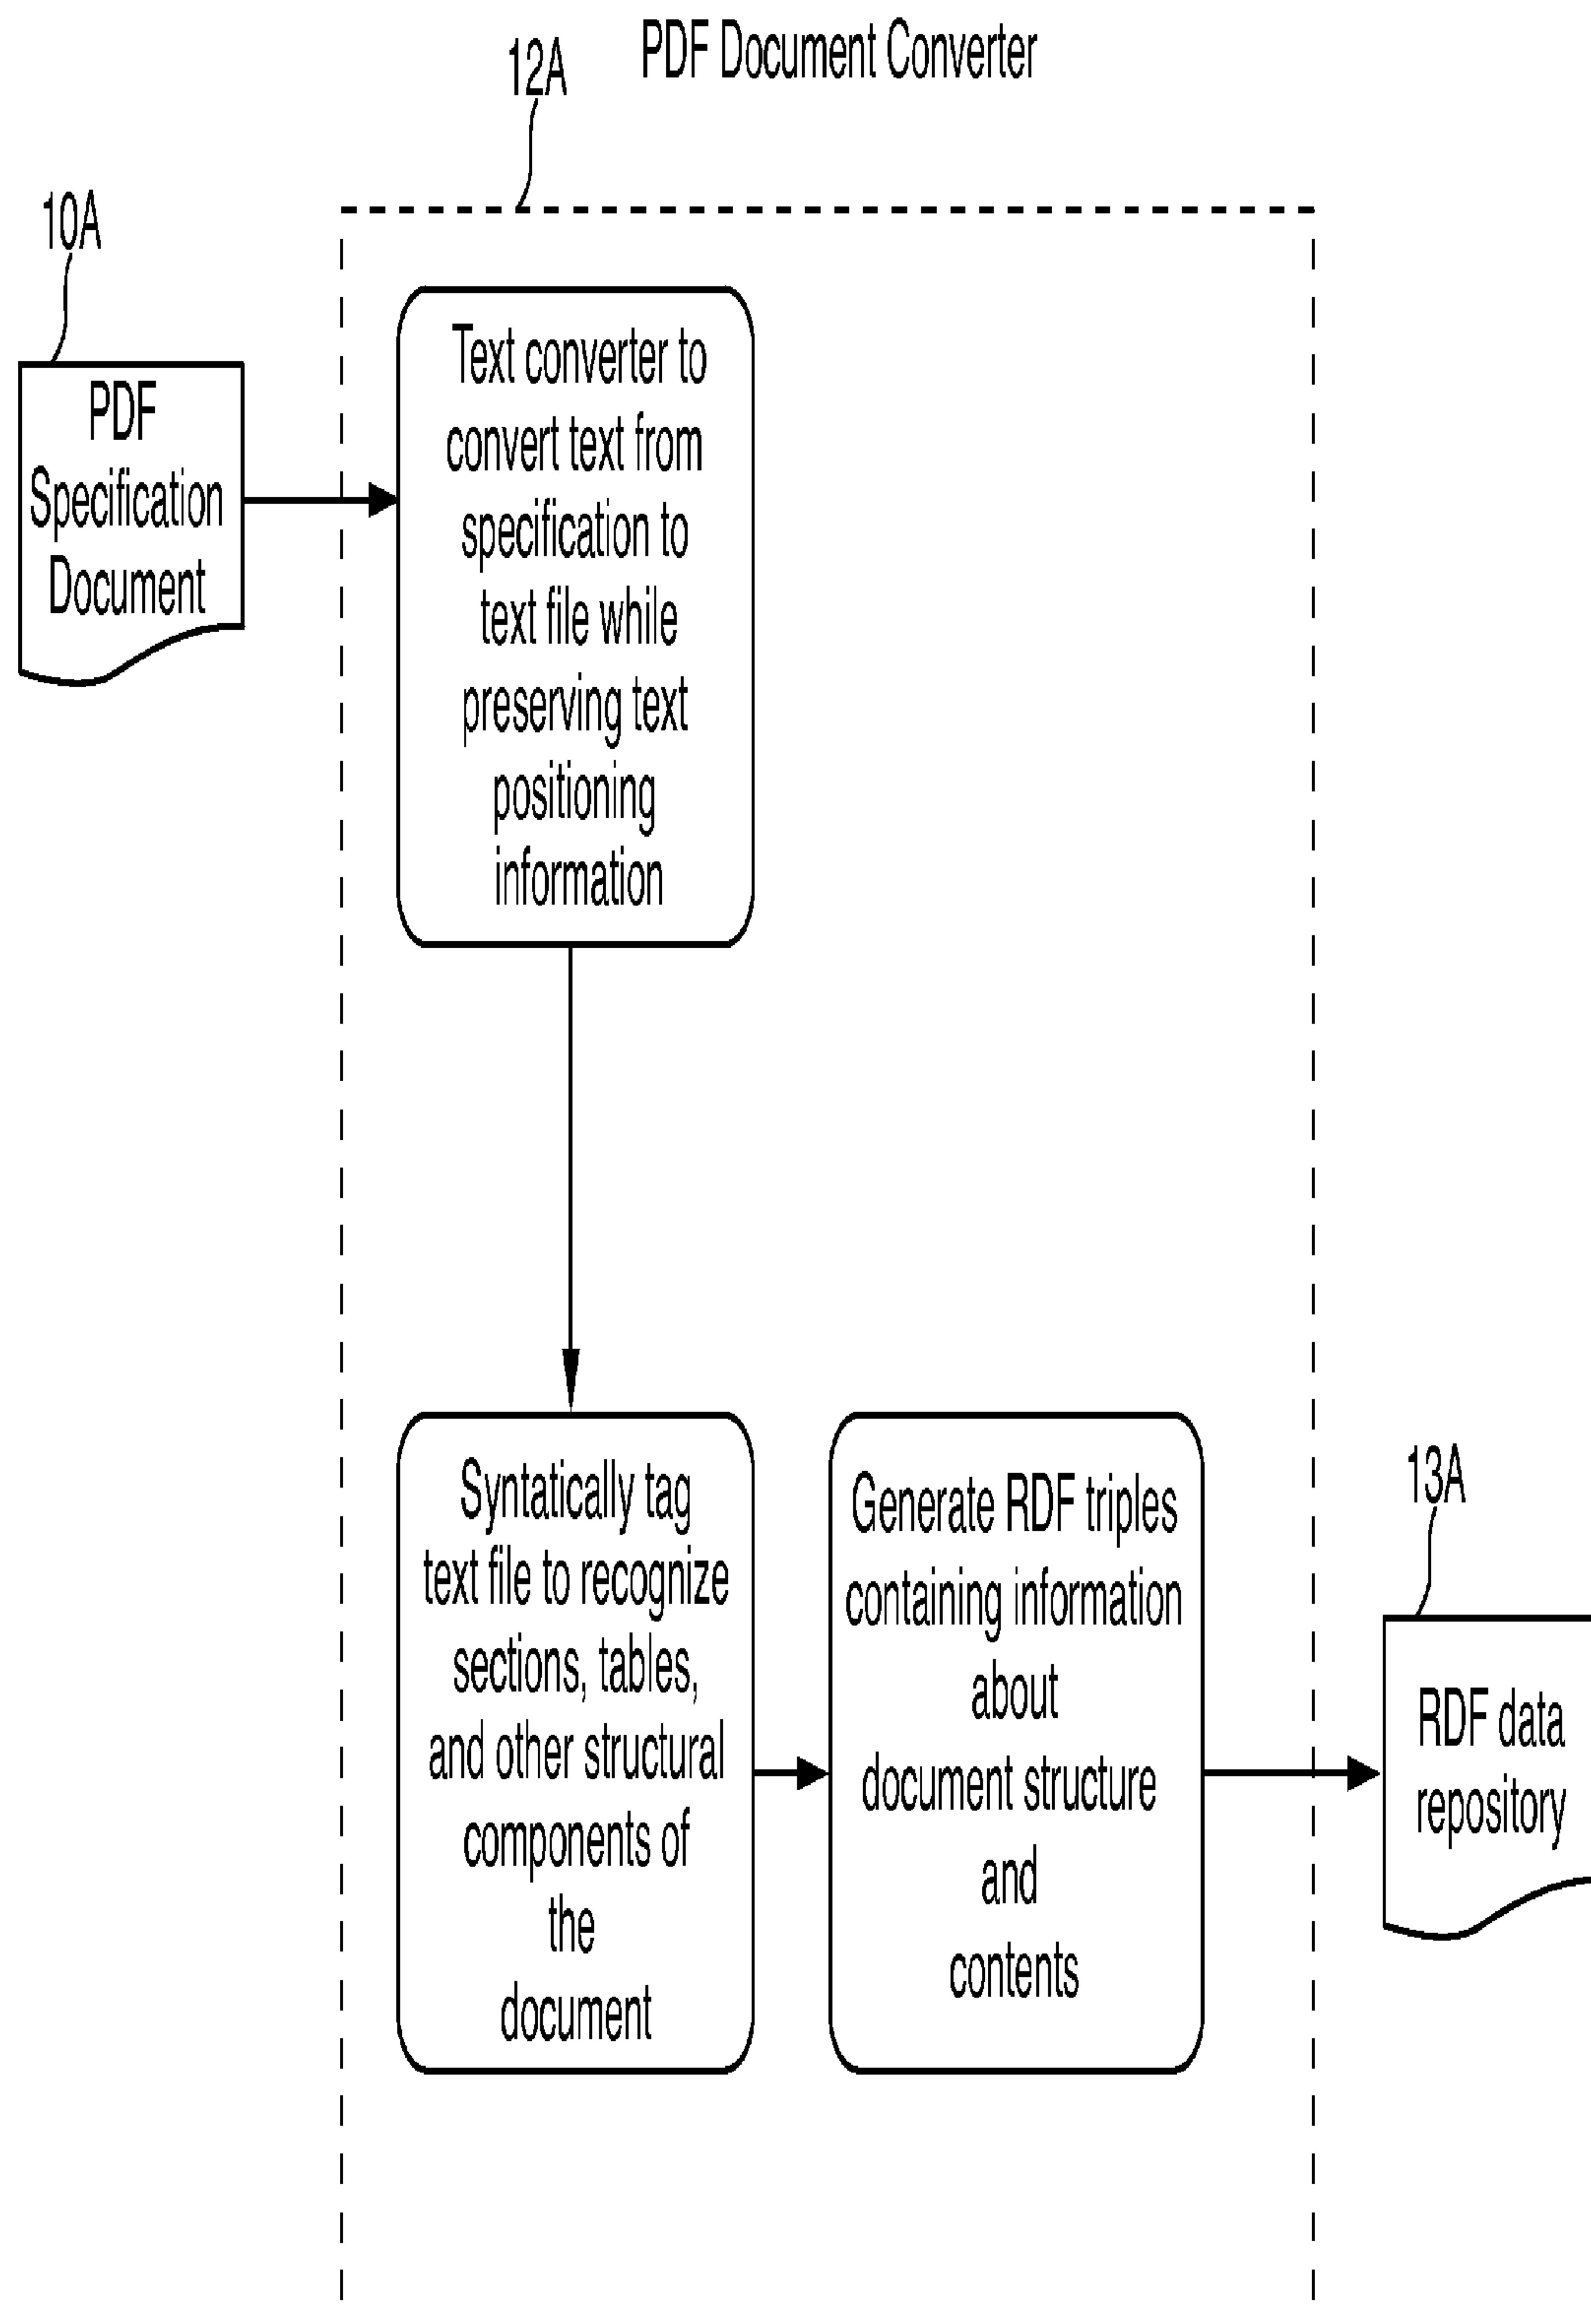 PDF Document Converter
12A
10A
PDF
Specification
Document
Text converter to
convert text from
specification to
text file while
preserving text
positioning
information
Syntatically tag
text file to recognize
sections, tables,
and other structural
components of
the
document
Generate RDF triples
containing information
about
document structure
and
contents
13A
RDF data
repository